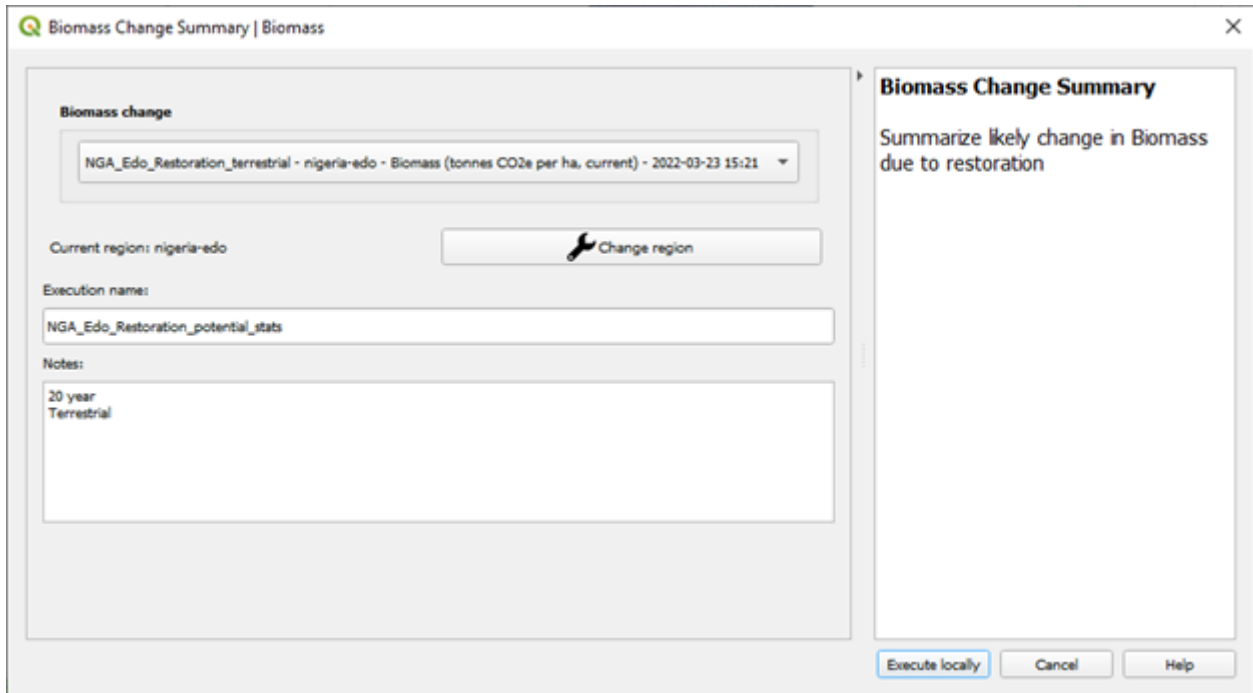 Biomass Change Summary | Biomass
Biomass change
NGA_Edo_Restoration_terrestrial - nigeria-edo - Biomass (tonnes CO2e per ha, current) - 2022-03-23 15:21
Current region: nigeria-edo
Change region
Execution name:
NGA_Edo_Restoration_potential_stats
Notes:
20 year
Terrestrial
Biomass Change Summary
Summarize likely change in Biomass
due to restoration
Execute locally
Cancel
Help